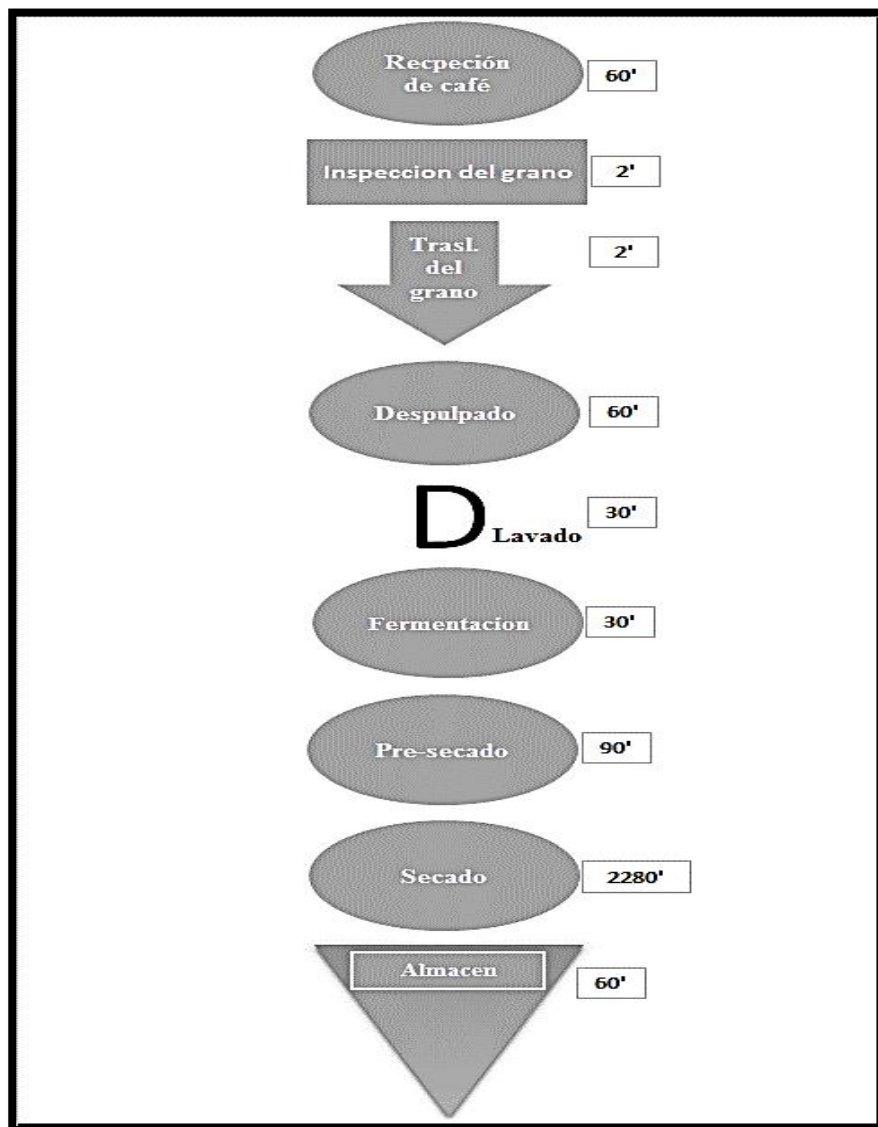 Recpeción
de café
60'
Inspeccion del grano
2'
Trasl.
del
grano
2'
Despulpado
60'
D
Lavado
30'
Fermentacion
30'
Pre-secado
90'
Secado
2280'
Almacen
60'